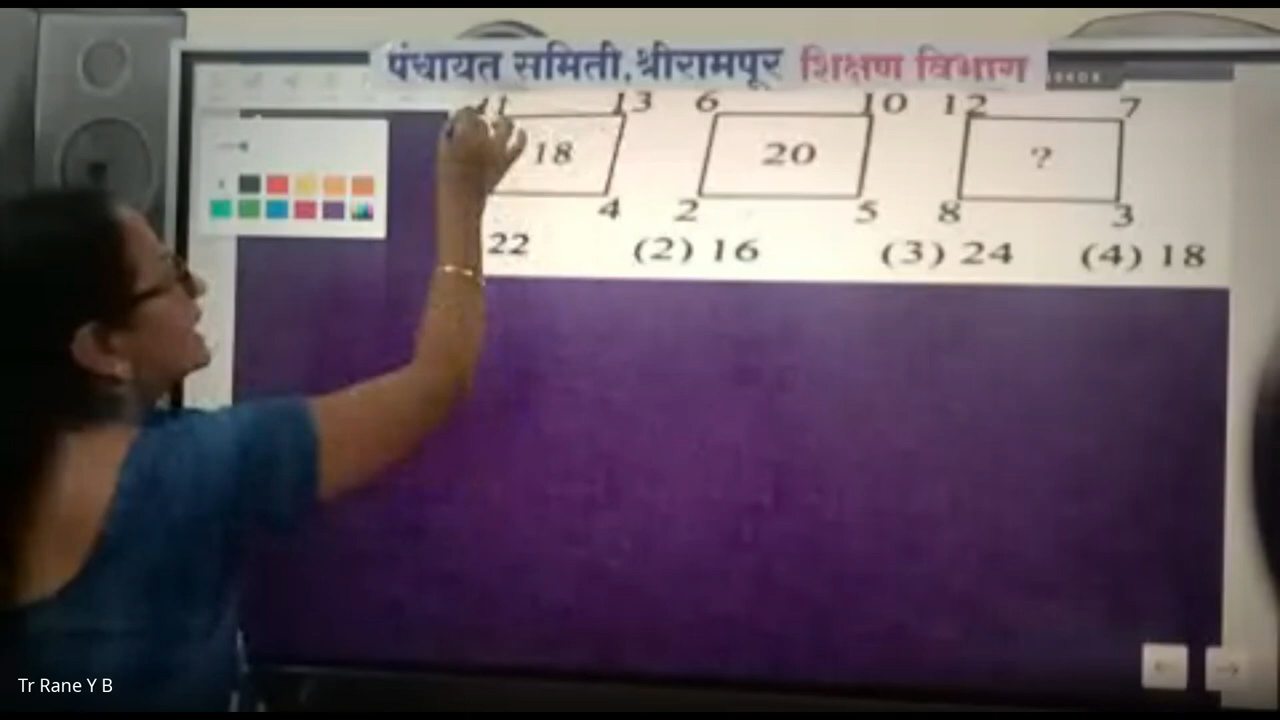 पंचायत समिती,श्रीरामपूर शिक्षण विभाग
11 13 6 10 12 7
18 20 ?
4 2 5 8 3
22 (2) 16 (3) 24 (4) 18
Tr Rane Y B